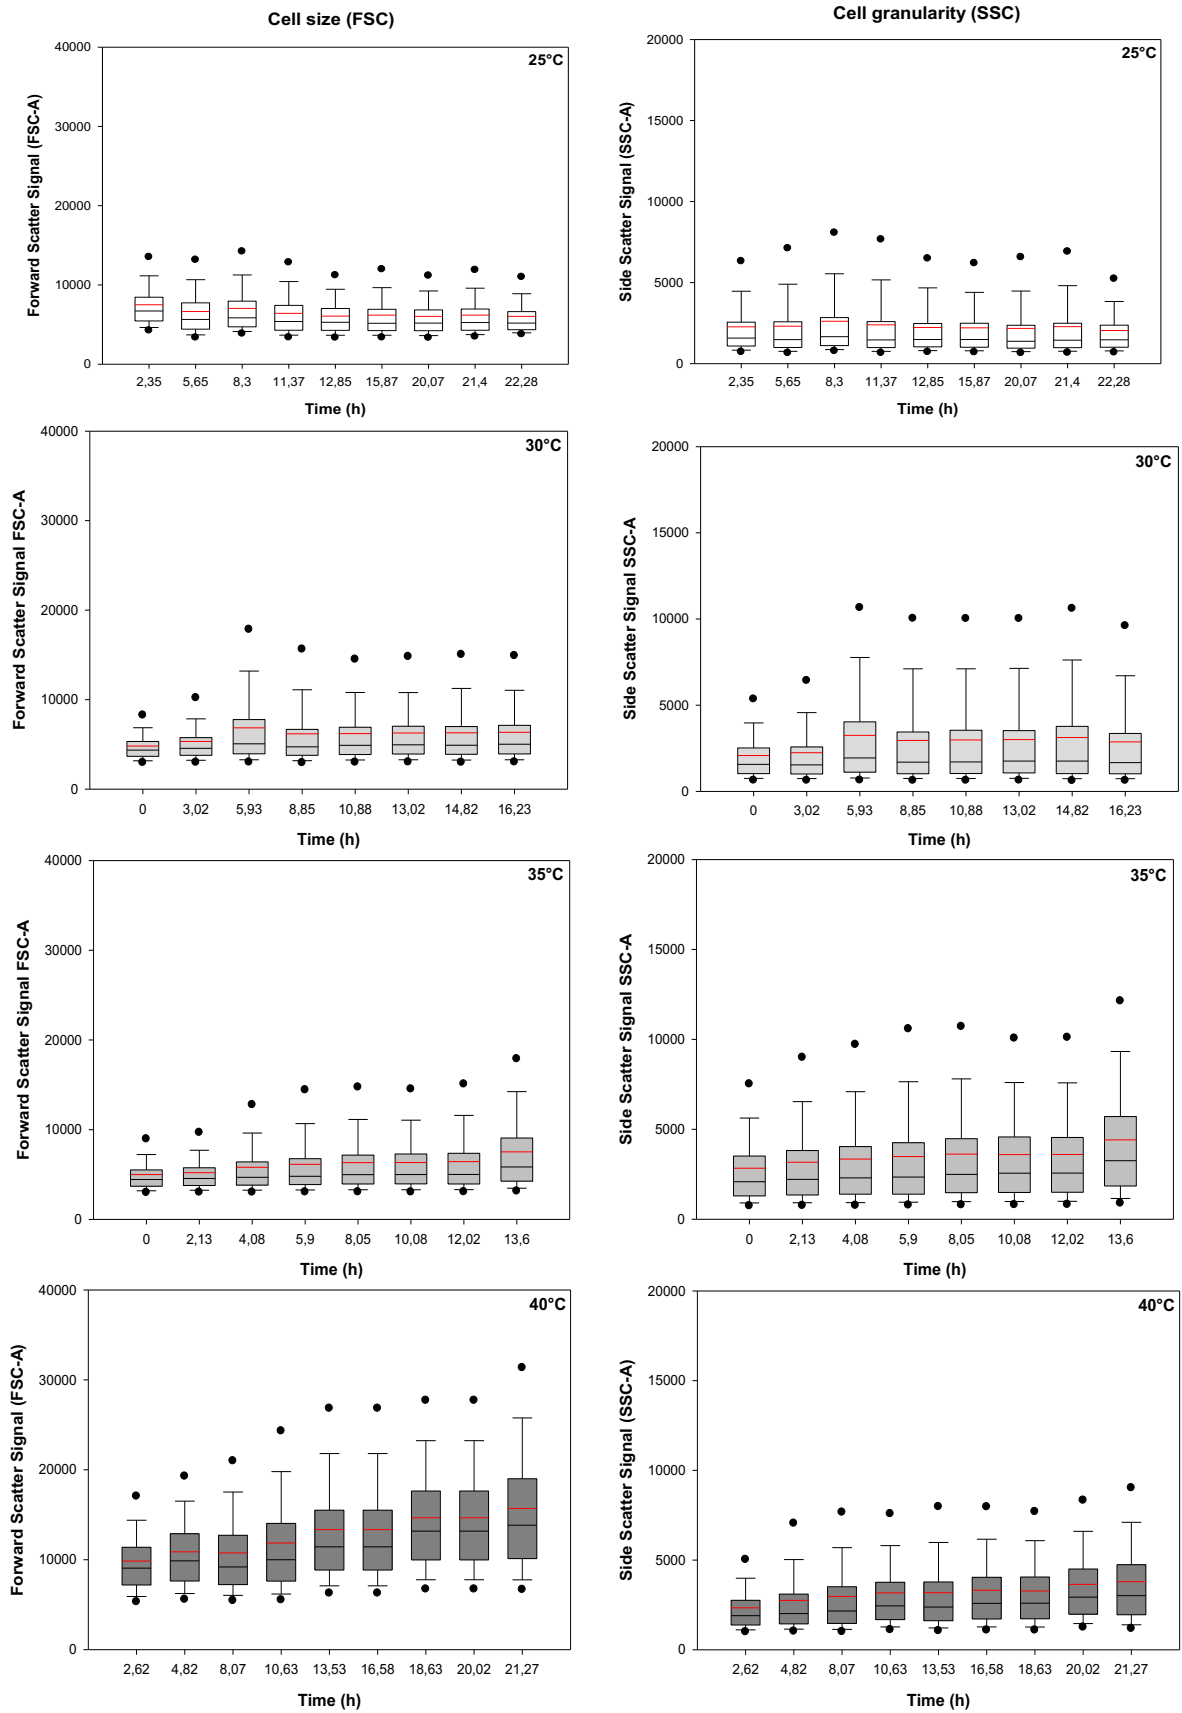 Cell size (FSC)
Cell granularity (SSC)
25°C
Forward Scatter Signal (FSC-A)
40000
30000
20000
10000
0
2,35 5,65 8,3 11,37 12,85 15,87 20,07 21,4 22,28
Time (h)
25°C
Side Scatter Signal (SSC-A)
20000
15000
10000
5000
0
2,35 5,65 8,3 11,37 12,85 15,87 20,07 21,4 22,28
Time (h)
30°C
Forward Scatter Signal FSC-A
40000
30000
20000
10000
0
0 3,02 5,93 8,85 10,88 13,02 14,82 16,23
Time (h)
30°C
Side Scatter Signal SSC-A
20000
15000
10000
5000
0
0 3,02 5,93 8,85 10,88 13,02 14,82 16,23
Time (h)
35°C
Forward Scatter Signal FSC-A
40000
30000
20000
10000
0
0 2,13 4,08 5,9 8,05 10,08 12,02 13,6
Time (h)
35°C
Side Scatter Signal SSC-A
20000
15000
10000
5000
0
0 2,13 4,08 5,9 8,05 10,08 12,02 13,6
Time (h)
40°C
Forward Scatter Signal (FSC-A)
40000
30000
20000
10000
0
2,62 4,82 8,07 10,63 13,53 16,58 18,63 20,02 21,27
Time (h)
40°C
Side Scatter Signal (SSC-A)
20000
15000
10000
5000
0
2,62 4,82 8,07 10,63 13,53 16,58 18,63 20,02 21,27
Time (h)